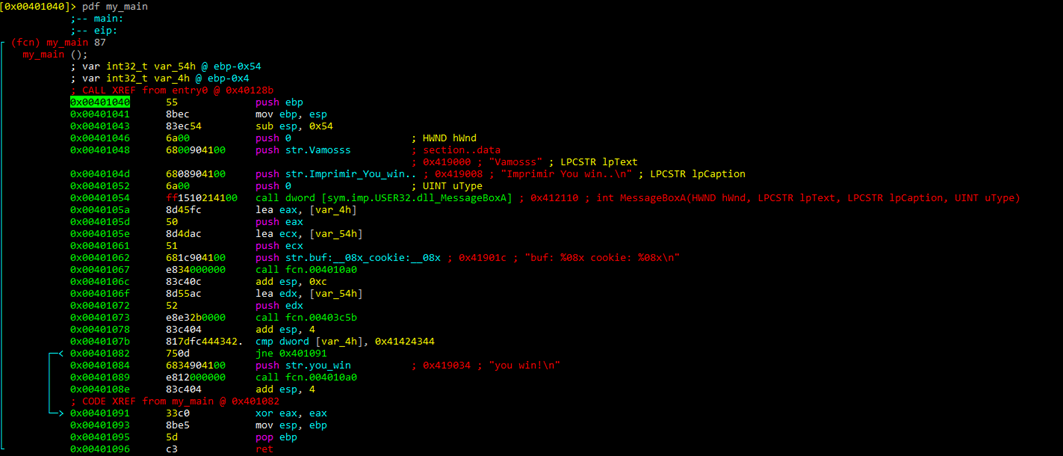 [0x00401040]> pdf my_main
;-- main:
;-- eip:
(fcn) my_main 87
my_main ();
; var int32_t var_54h @ ebp-0x54
; var int32_t var_4h @ ebp-0x4
; CALL XREF from entry0 @ 0x40128b
0x00401040 55 push ebp
0x00401041 8bec mov ebp, esp
0x00401043 83ec54 sub esp, 0x54
0x00401046 6a00 push 0 ; HWND hWnd
0x00401048 6800904100 push str.Vamosss ; section..data
; 0x419000 ; "Vamosss" ; LPCSTR lpText
0x0040104d 6808904100 push str.Imprimir_You_win.. ; 0x419008 ; "Imprimir You win..\n" ; LPCSTR lpCaption
0x00401052 6a00 push 0 ; UINT uType
0x00401054 ff1510214100 call dword [sym.imp.USER32.dll_MessageBoxA] ; 0x412110 ; int MessageBoxA(HWND hWnd, LPCSTR lpText, LPCSTR lpCaption, UINT uType)
0x0040105a 8d45fc lea eax, [var_4h]
0x0040105d 50 push eax
0x0040105e 8d4dac lea ecx, [var_54h]
0x00401061 51 push ecx
0x00401062 681c904100 push str.buf:__08x_cookie:__08x ; 0x41901c ; "buf: %08x cookie: %08x\n"
0x00401067 e834000000 call fcn.004010a0
0x0040106c 83c40c add esp, 0xc
0x0040106f 8d55ac lea edx, [var_54h]
0x00401072 52 push edx
0x00401073 e8e32b0000 call fcn.00403c5b
0x00401078 83c404 add esp, 4
0x0040107b 817dfc444342. cmp dword [var_4h], 0x41424344
0x00401082 750d jne 0x401091
0x00401084 6834904100 push str.you_win ; 0x419034 ; "you win!\n"
0x00401089 e812000000 call fcn.004010a0
0x0040108e 83c404 add esp, 4
; CODE XREF from my_main @ 0x401082
0x00401091 33c0 xor eax, eax
0x00401093 8be5 mov esp, ebp
0x00401095 5d pop ebp
0x00401096 c3 ret